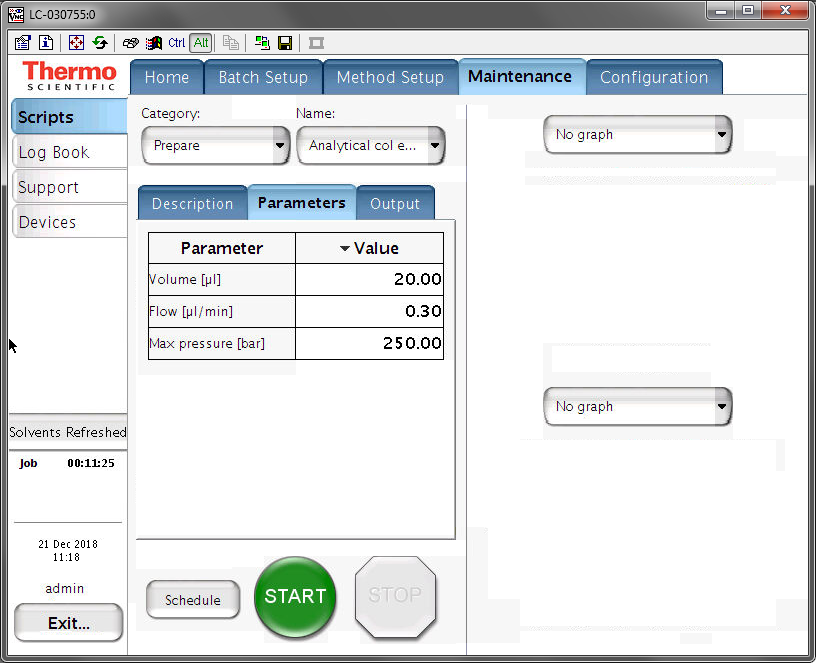 LC-030755:0
Ctrl Alt
Thermo
SCIENTIFIC
Home Batch Setup Method Setup Maintenance Configuration
Scripts
Log Book
Support
Devices
Category: Name:
Prepare Analytical col e...
No graph
Description Parameters Output
Parameter Value
Volume [µl] 20.00
Flow [µl/min] 0.30
Max pressure [bar] 250.00
No graph
Solvents Refreshed
Job 00:11:25
21 Dec 2018
11:18
admin
Exit...
Schedule START STOP